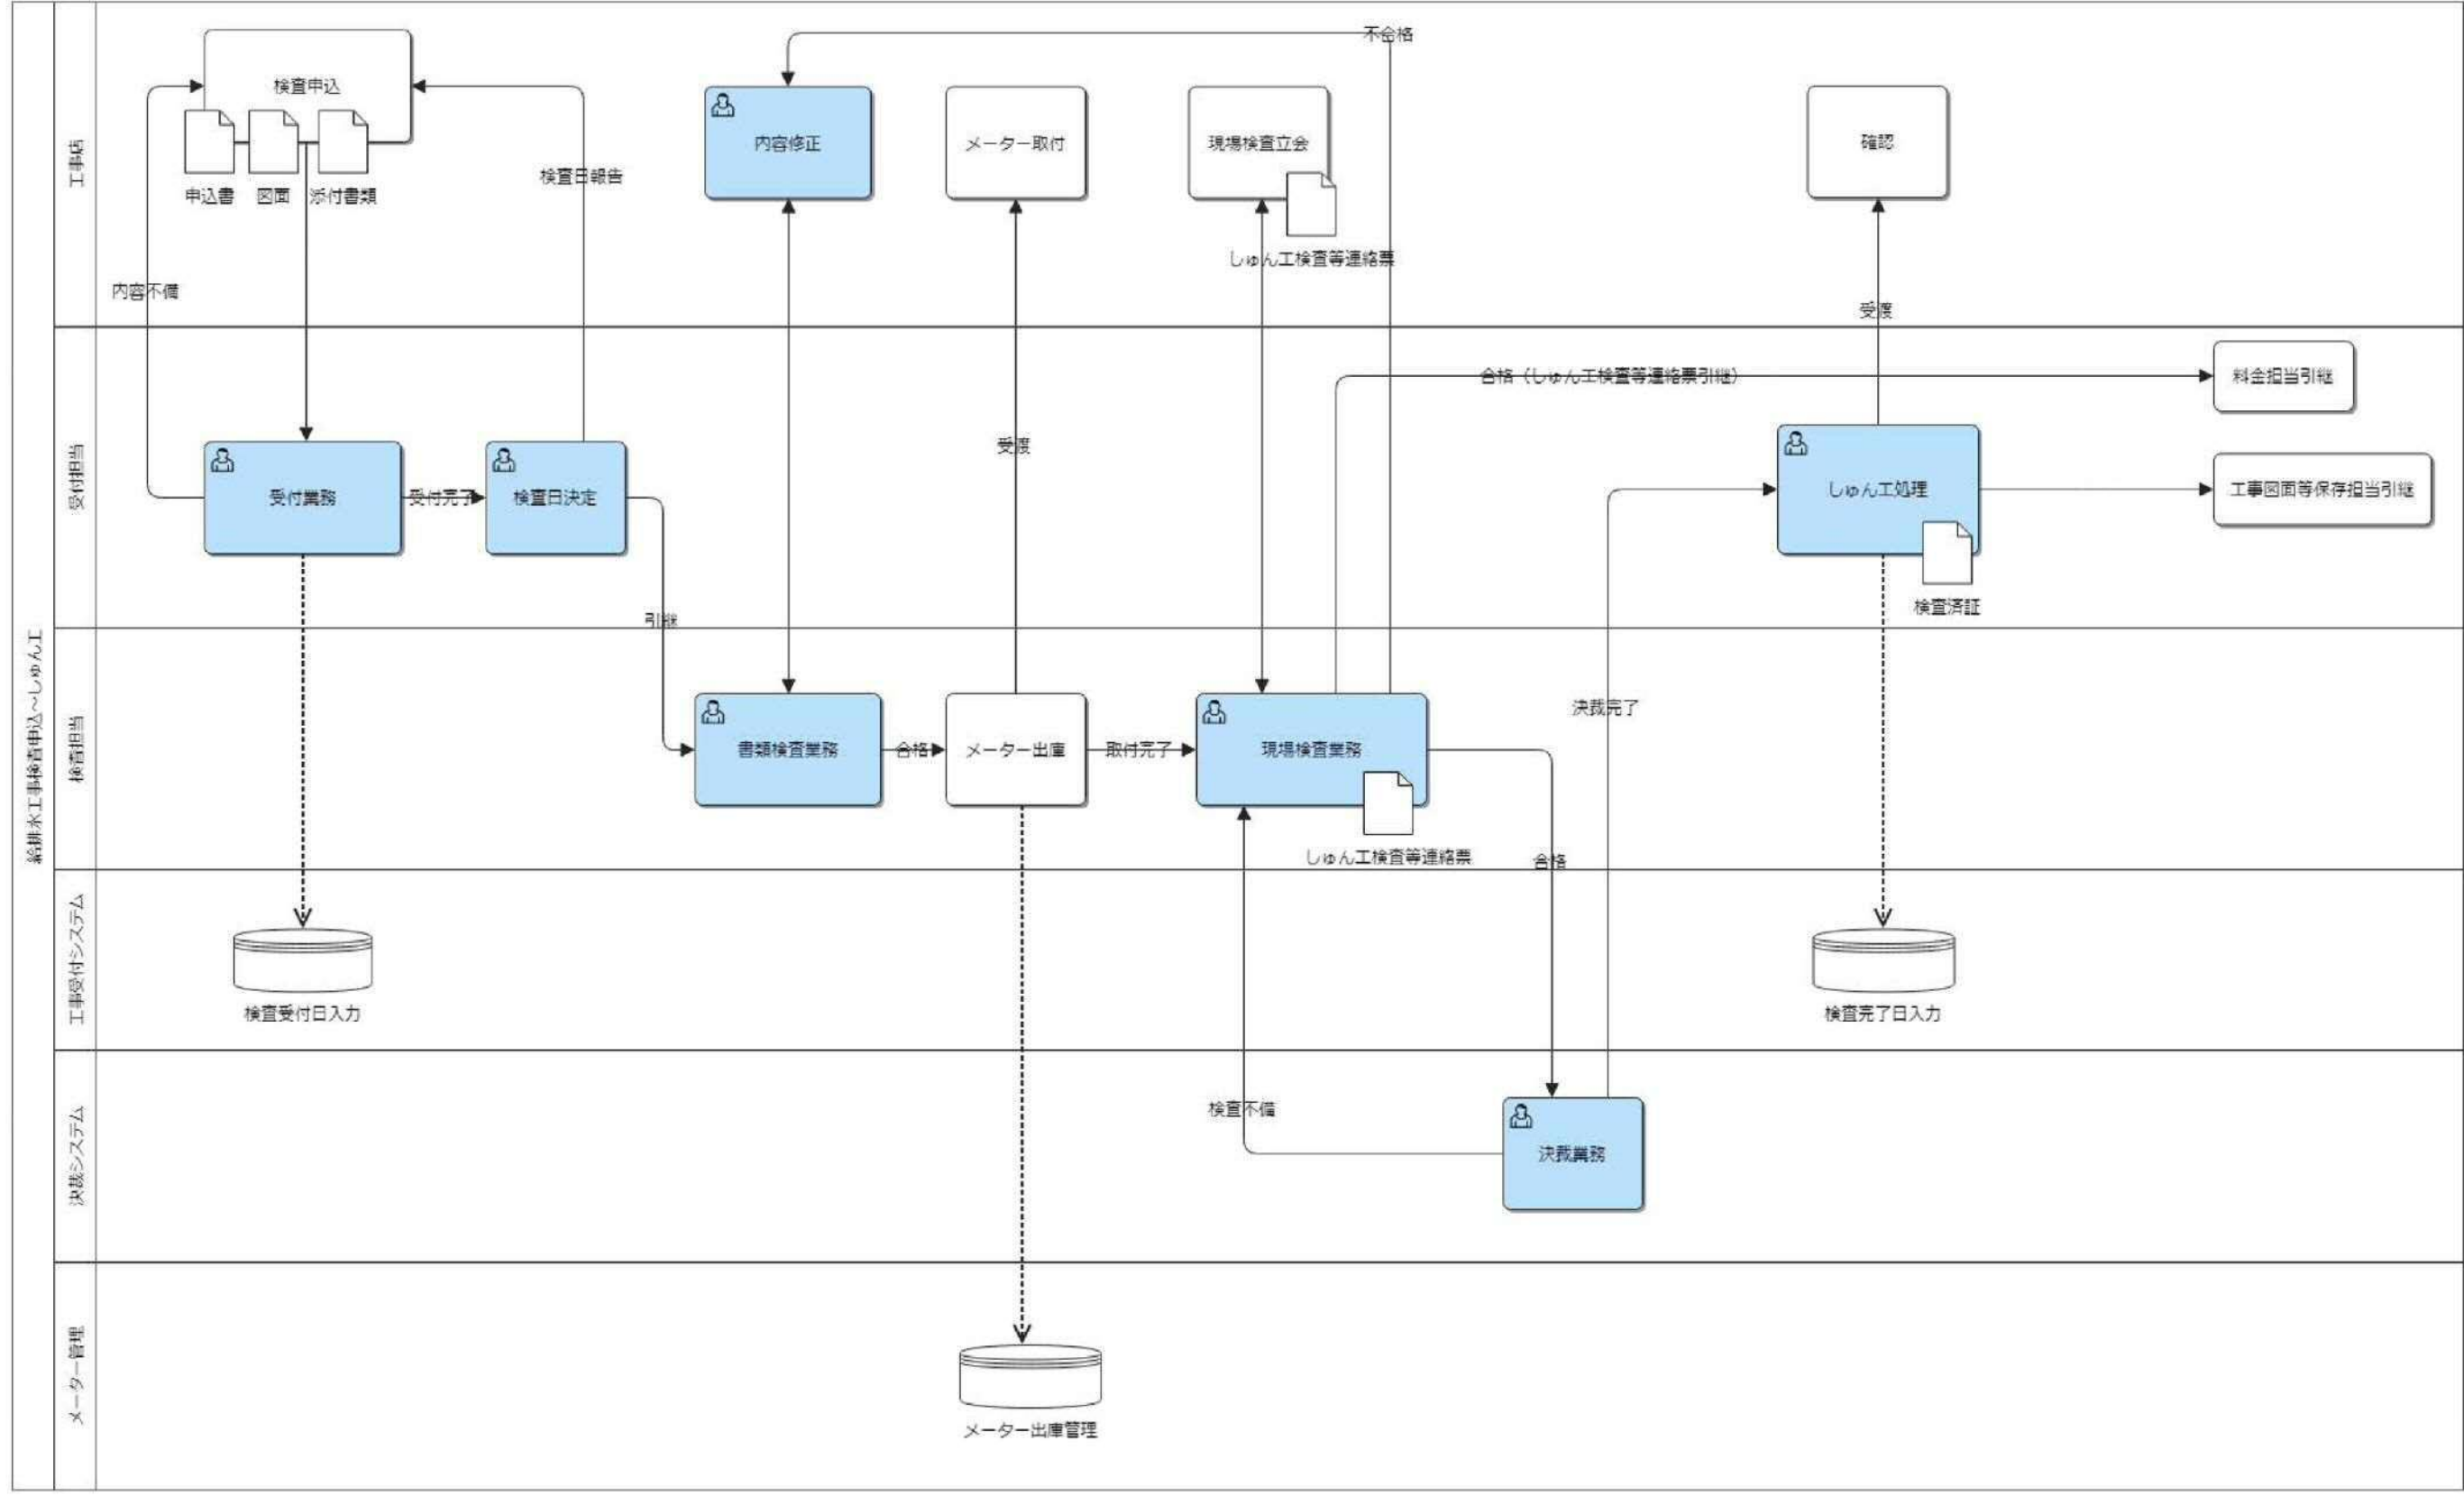 給排水工事検査申込～しゅん工
工事店
検査申込
申込書
図面
添付書類
内容不備
検査日報告
内容修正
メーター取付
現場検査立会
しゅん工検査等連絡票
不合格
確認
受渡
受付担当
受付業務
受付完了
検査日決定
引継
受渡
合格（しゅん工検査等連絡票引継）
料金担当引継
しゅん工処理
検査済証
工事図面等保存担当引継
検査担当
書類検査業務
合格
メーター出庫
取付完了
現場検査業務
しゅん工検査等連絡票
合格
決裁完了
工事受付システム
検査受付日入力
検査完了日入力
決裁システム
検査不備
決裁業務
メーター管理
メーター出庫管理